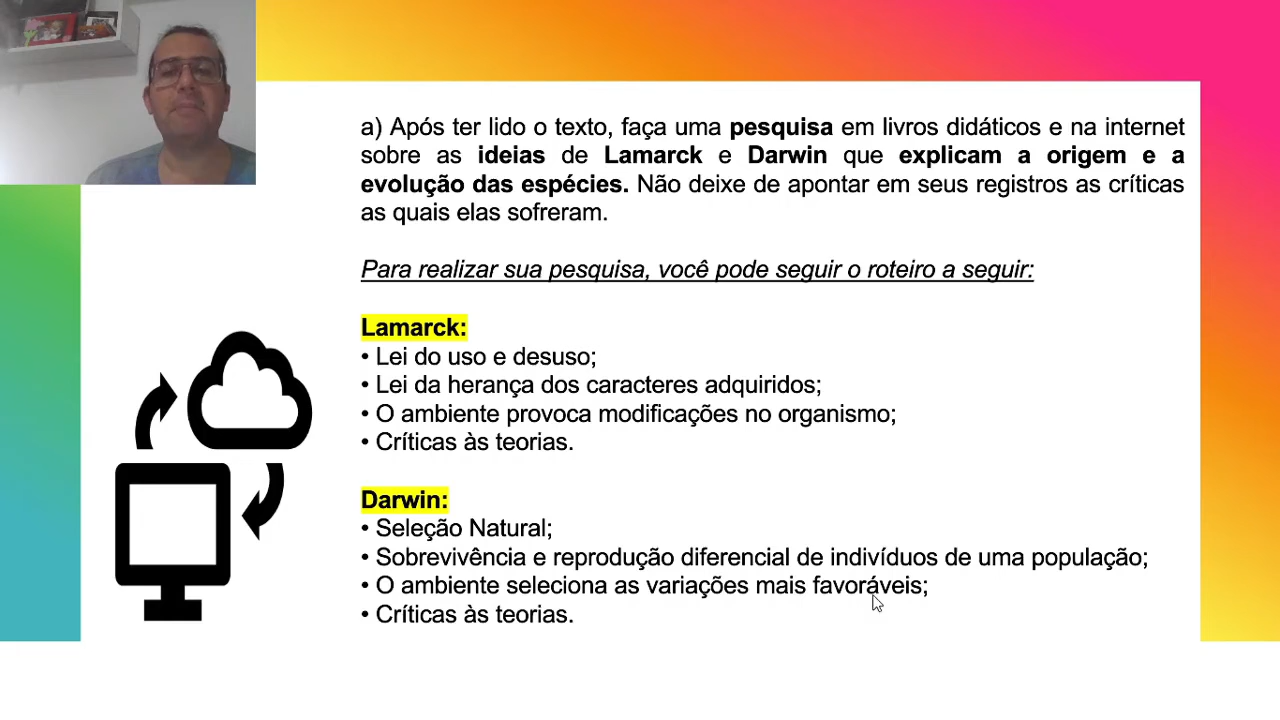 a) Após ter lido o texto, faça uma pesquisa em livros didáticos e na internet
sobre as ideias de Lamarck e Darwin que explicam a origem e a
evolução das espécies. Não deixe de apontar em seus registros as críticas
as quais elas sofreram.
Para realizar sua pesquisa, você pode seguir o roteiro a seguir:
Lamarck:
• Lei do uso e desuso;
• Lei da herança dos caracteres adquiridos;
• O ambiente provoca modificações no organismo;
• Críticas às teorias.
Darwin:
• Seleção Natural;
• Sobrevivência e reprodução diferencial de indivíduos de uma população;
• O ambiente seleciona as variações mais favoráveis;
• Críticas às teorias.